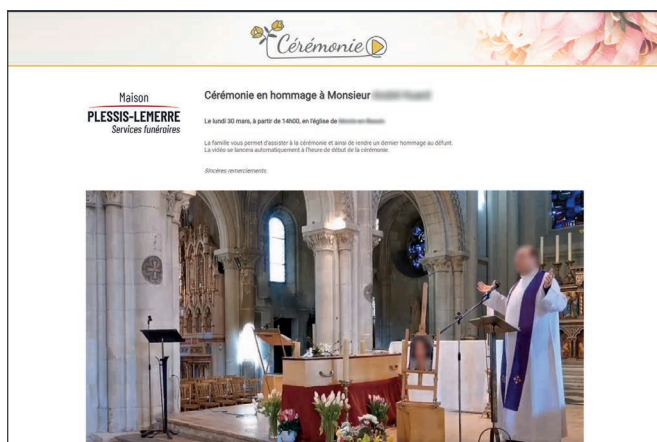 Cérémonie
Maison
PLESSIS-LEMERRE
Services funéraires
Cérémonie en hommage à Monsieur
Le lundi 30 mars, à partir de 14h00, en l'église de
La famille vous permet d'assister à la cérémonie et ainsi de rendre un dernier hommage au défunt.
La vidéo se lancera automatiquement à l'heure de début de la cérémonie.
Sincères remerciements.